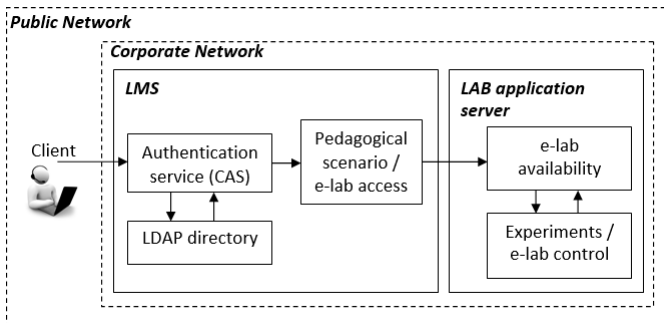 Public Network
Corporate Network
LMS
LAB application
server
Client
Authentication
service (CAS)
Pedagogical
scenario /
e-lab access
e-lab
availability
LDAP directory
Experiments /
e-lab control